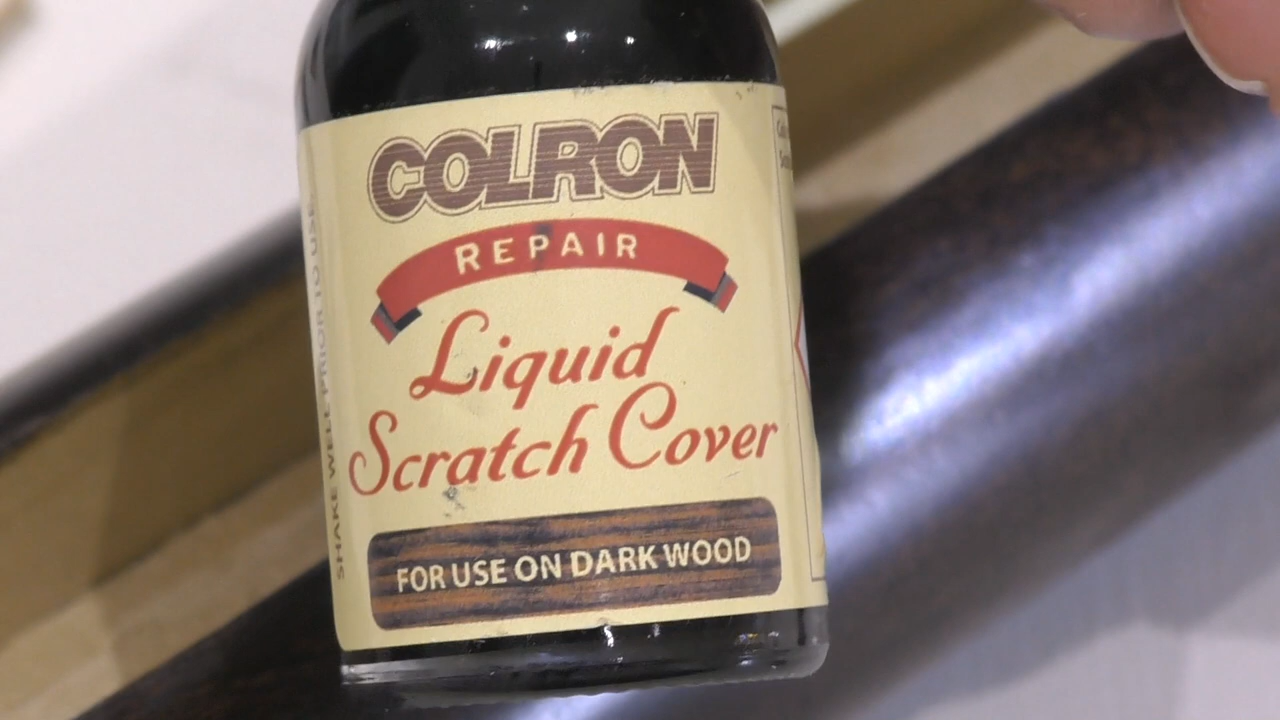 COLRON
REPAIR
Liquid
Scratch Cover
FOR USE ON DARK WOOD
SHAKE WELL PRIOR TO USE